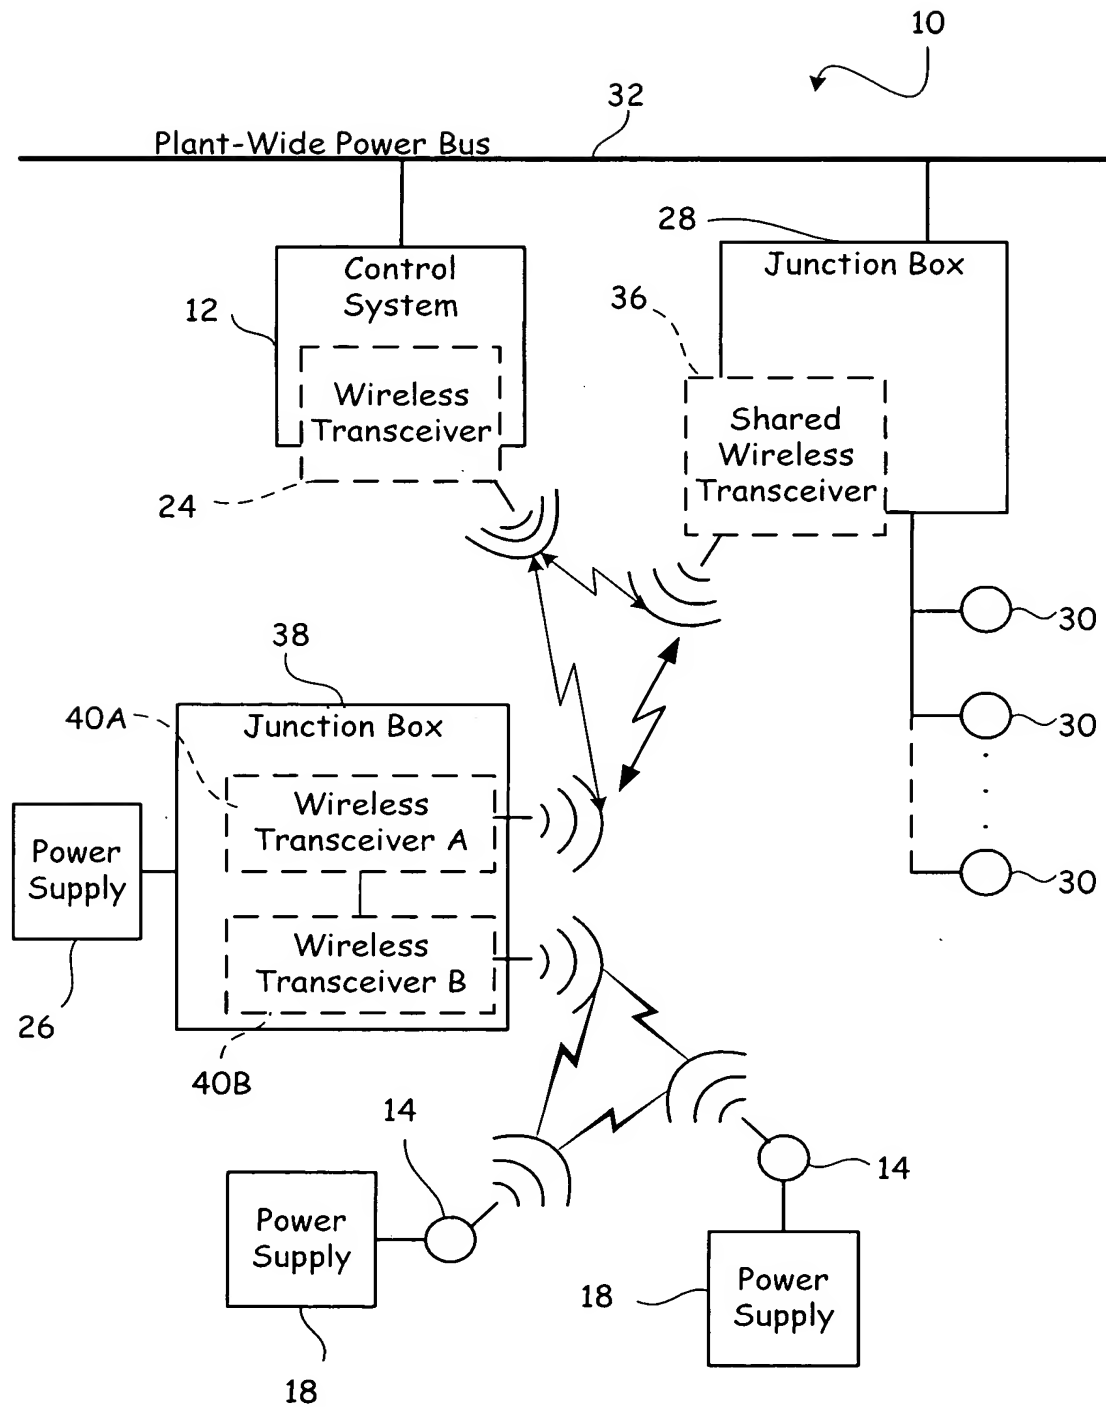 10
32
Plant-Wide Power Bus
28
Control
System
Junction Box
12
36
Wireless
Transceiver
Shared
Wireless
Transceiver
24
30
38
40A
Junction Box
30
Wireless
Transceiver A
Power
Supply
30
Wireless
Transceiver B
26
40B
14
14
Power
Supply
18
Power
Supply
18